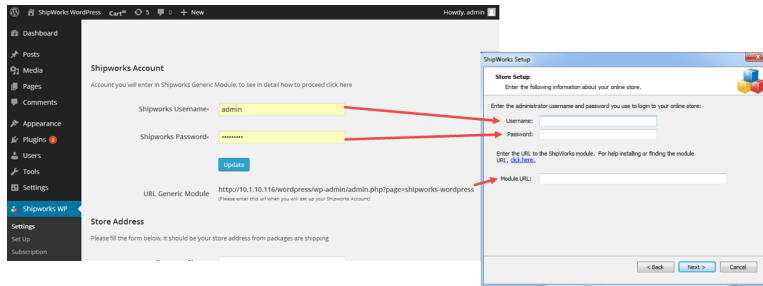 ShipWorks WordPress Cart66 5 0 + New Howdy, admin
Dashboard
Posts
Media
Pages
Comments
Appearance
Plugins
Users
Tools
Settings
Shipworks WP
Settings
Set Up
Subscription
Shipworks Account
Account you will enter in Shipworks Generic Module, to see in detail how to proceed click here
Shipworks Username*
admin
Shipworks Password*
•••••••••
Update
URL Generic Module
http://10.1.10.116/wordpress/wp-admin/admin.php?page=shipworks-wordpress
(Please enter this url when you will set up your Shipworks Account)
Store Address
Please fill the form below, it should be your store address from packages are shipping
ShipWorks Setup
Store Setup
Enter the following information about your online store.
Enter the administrator username and password you use to login to your online store:
Username:
Password:
Enter the URL to the ShipWorks module. For help installing or finding the module
URL, click here.
Module URL:
< Back Next > Cancel